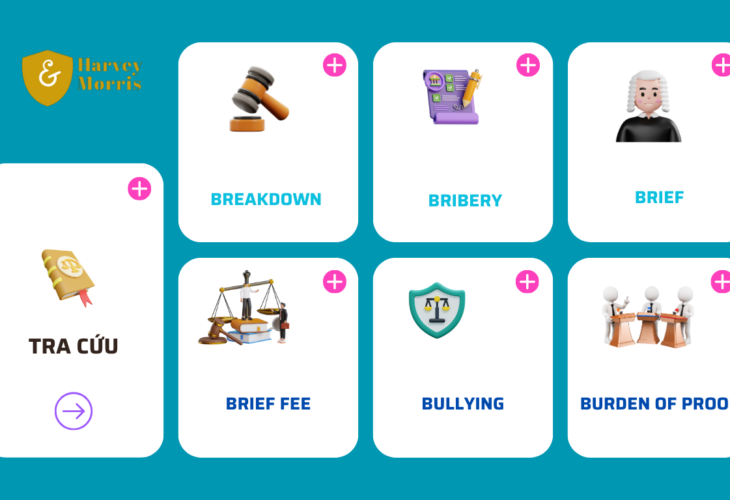 &
Harvey
Morris
BREAKDOWN
BRIBERY
BRIEF
TRA CỨU
BRIEF FEE
BULLYING
BURDEN OF PROO